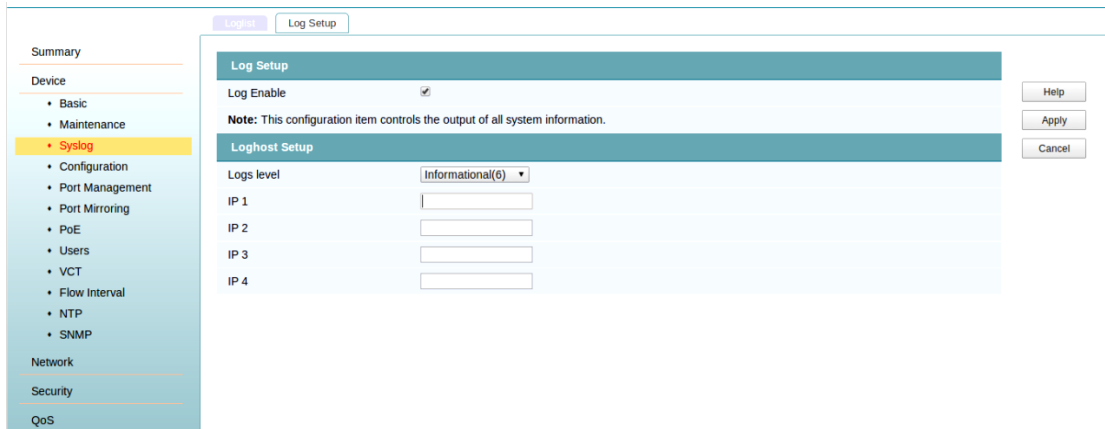 Loglist Log Setup
Summary
Device
Basic
Maintenance
Syslog
Configuration
Port Management
Port Mirroring
PoE
Users
VCT
Flow Interval
NTP
SNMP
Network
Security
QoS
Log Setup
Log Enable
Note: This configuration item controls the output of all system information.
Loghost Setup
Logs level Informational(6)
IP 1
IP 2
IP 3
IP 4
Help
Apply
Cancel